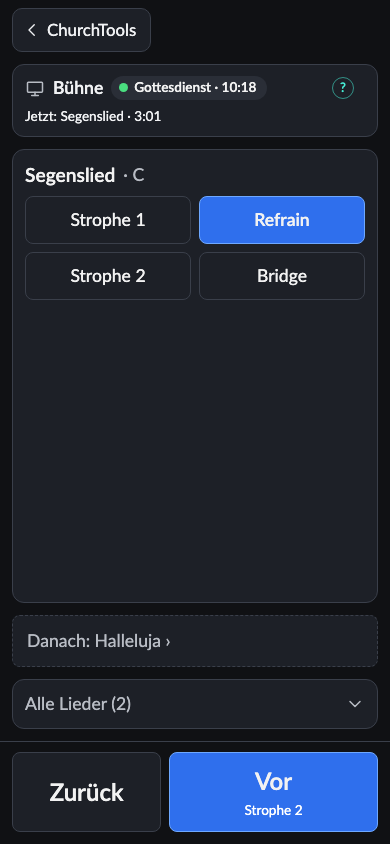 ChurchTools
Bühne
Gottesdienst · 10:18
?
Jetzt: Segenslied · 3:01
Segenslied · C
Strophe 1
Refrain
Strophe 2
Bridge
Danach: Halleluja ›
Alle Lieder (2)
Zurück
Vor
Strophe 2